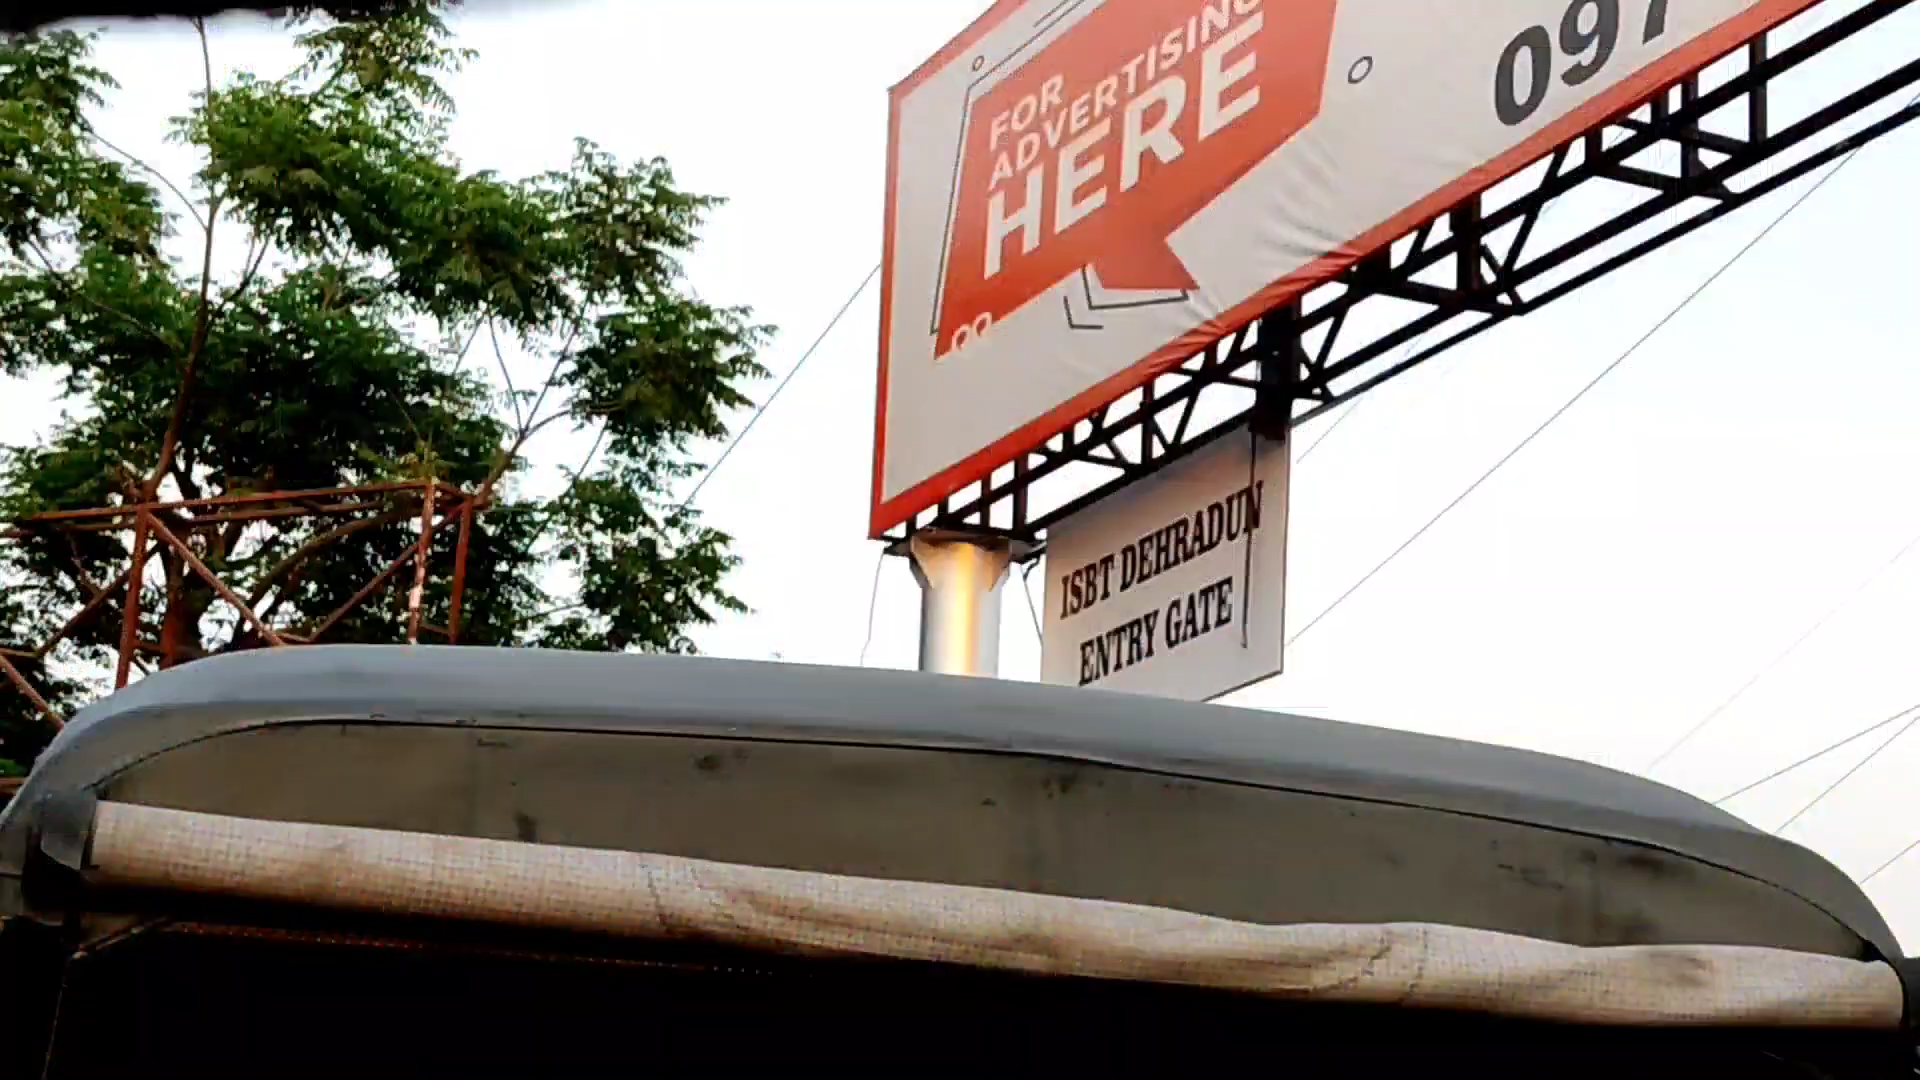 FOR
ADVERTISING
HERE
097
ISBT DEHRADUN
ENTRY GATE